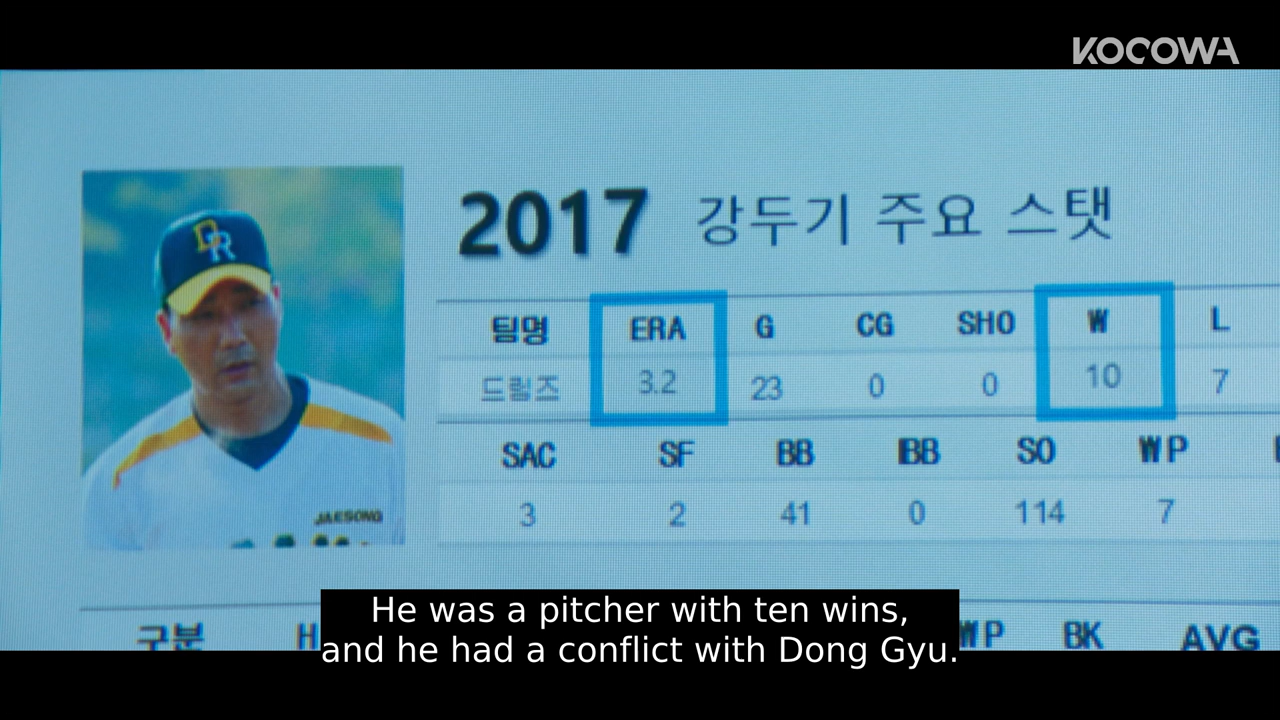 KOCOWA
2017 강두기 주요 스탯
DR
팀명 ERA G CG SHO W L
드림즈 3.2 23 0 0 10 7
SAC SF BB IBB SO WP
3 2 41 0 114 7
JAESONG
He was a pitcher with ten wins,
구분 H WP BK AVG
and he had a conflict with Dong Gyu.